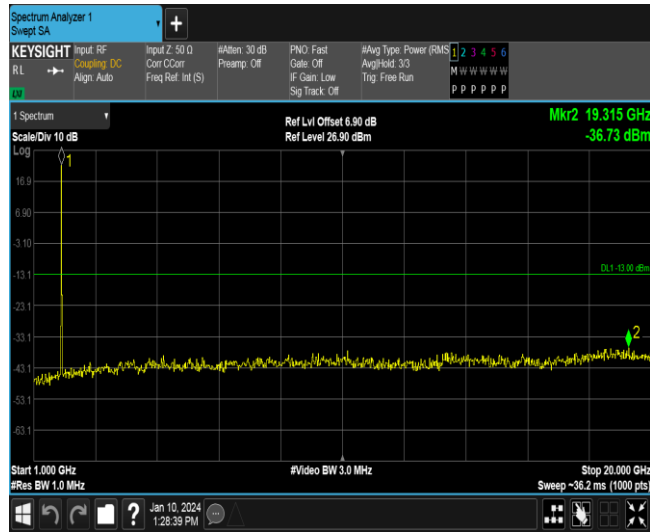 Spectrum Analyzer 1
Swept SA
+
KEYSIGHT
RL
Input: RF
Coupling: DC
Align: Auto
Input Z: 50 Ω
Corr CCorr
Freq Ref: Int (S)
#Atten: 30 dB
Preamp: Off
PNO: Fast
Gate: Off
IF Gain: Low
Sig Track: Off
#Avg Type: Power (RMS
Avg|Hold: 3/3
Trig: Free Run
1 2 3 4 5 6
M W W W W W
P P P P P P
LXI
1 Spectrum
Scale/Div 10 dB
Ref Lvl Offset 6.90 dB
Ref Level 26.90 dBm
Mkr2 19.315 GHz
-36.73 dBm
Log
1
16.9
6.90
-3.10
-13.1
DL1 -13.00 dBm
-23.1
-33.1
2
-43.1
-53.1
-63.1
Start 1.000 GHz
#Video BW 3.0 MHz
Stop 20.000 GHz
#Res BW 1.0 MHz
Sweep ~36.2 ms (1000 pts)
?
Jan 10, 2024
1:28:39 PM